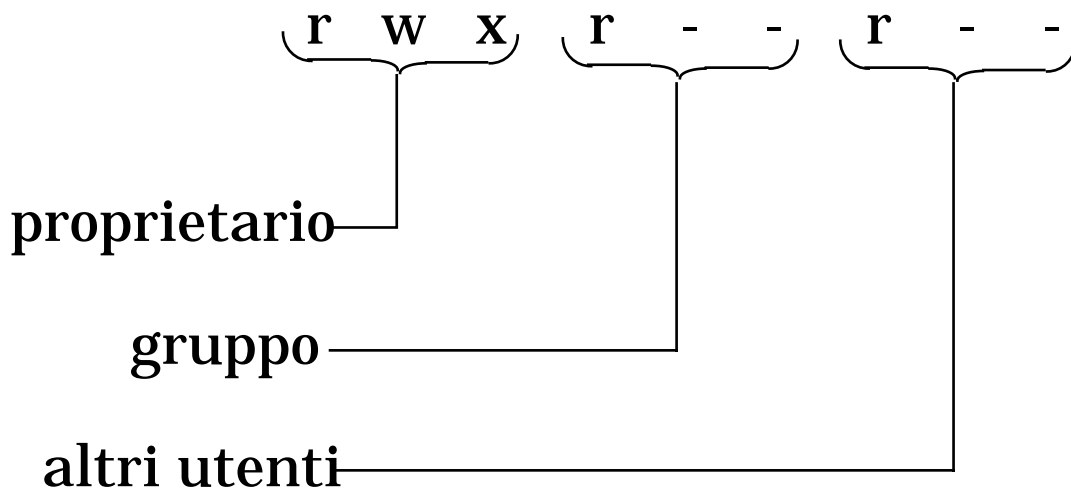 r w x r - - r - -
proprietario
gruppo
altri utenti